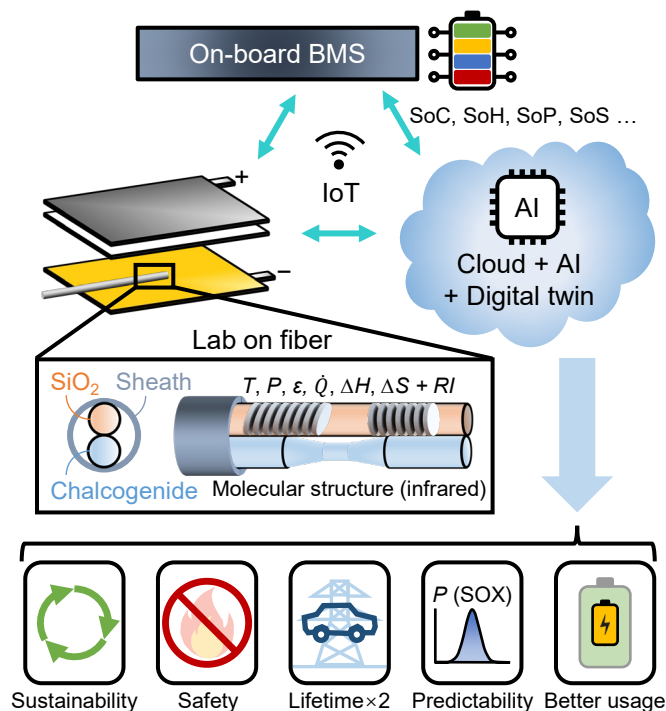 On-board BMS
SoC, SoH, SoP, SoS ...
IoT
+
−
AI
Cloud + AI
+ Digital twin
Lab on fiber
SiO₂
Sheath
Chalcogenide
T, P, ε, Q̇, ΔH, ΔS + RI
Molecular structure (infrared)
P (SOX)
Sustainability
Safety
Lifetime×2
Predictability
Better usage